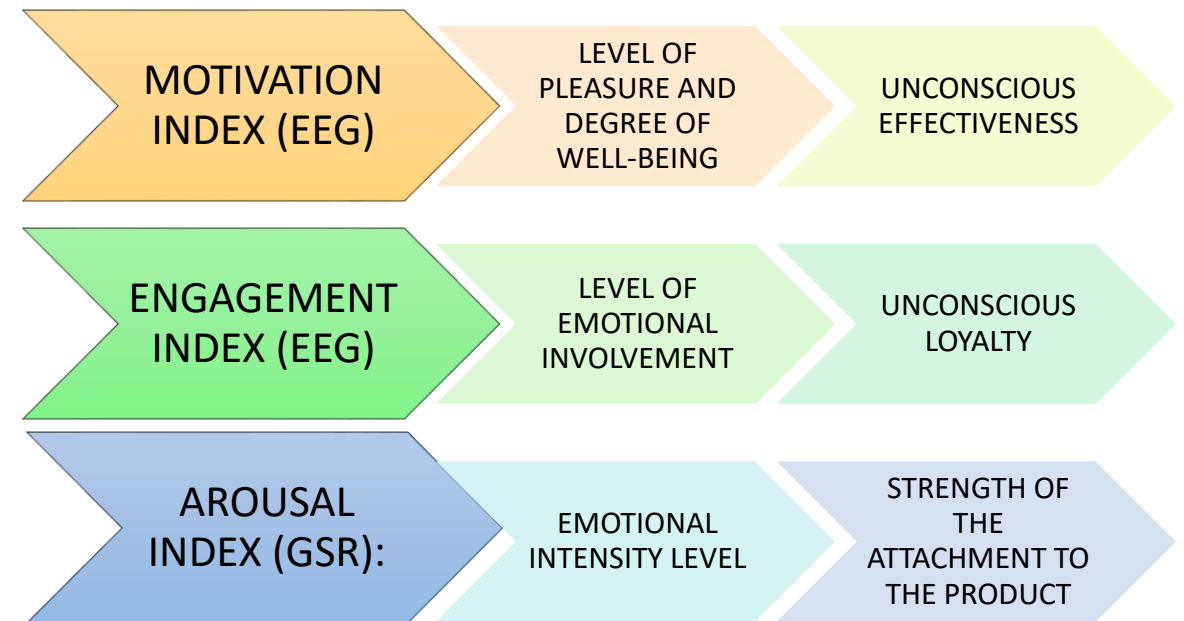 MOTIVATION
INDEX (EEG)
LEVEL OF
PLEASURE AND
DEGREE OF
WELL-BEING
UNCONSCIOUS
EFFECTIVENESS
ENGAGEMENT
INDEX (EEG)
LEVEL OF
EMOTIONAL
INVOLVEMENT
UNCONSCIOUS
LOYALTY
AROUSAL
INDEX (GSR):
EMOTIONAL
INTENSITY LEVEL
STRENGTH OF
THE
ATTACHMENT TO
THE PRODUCT